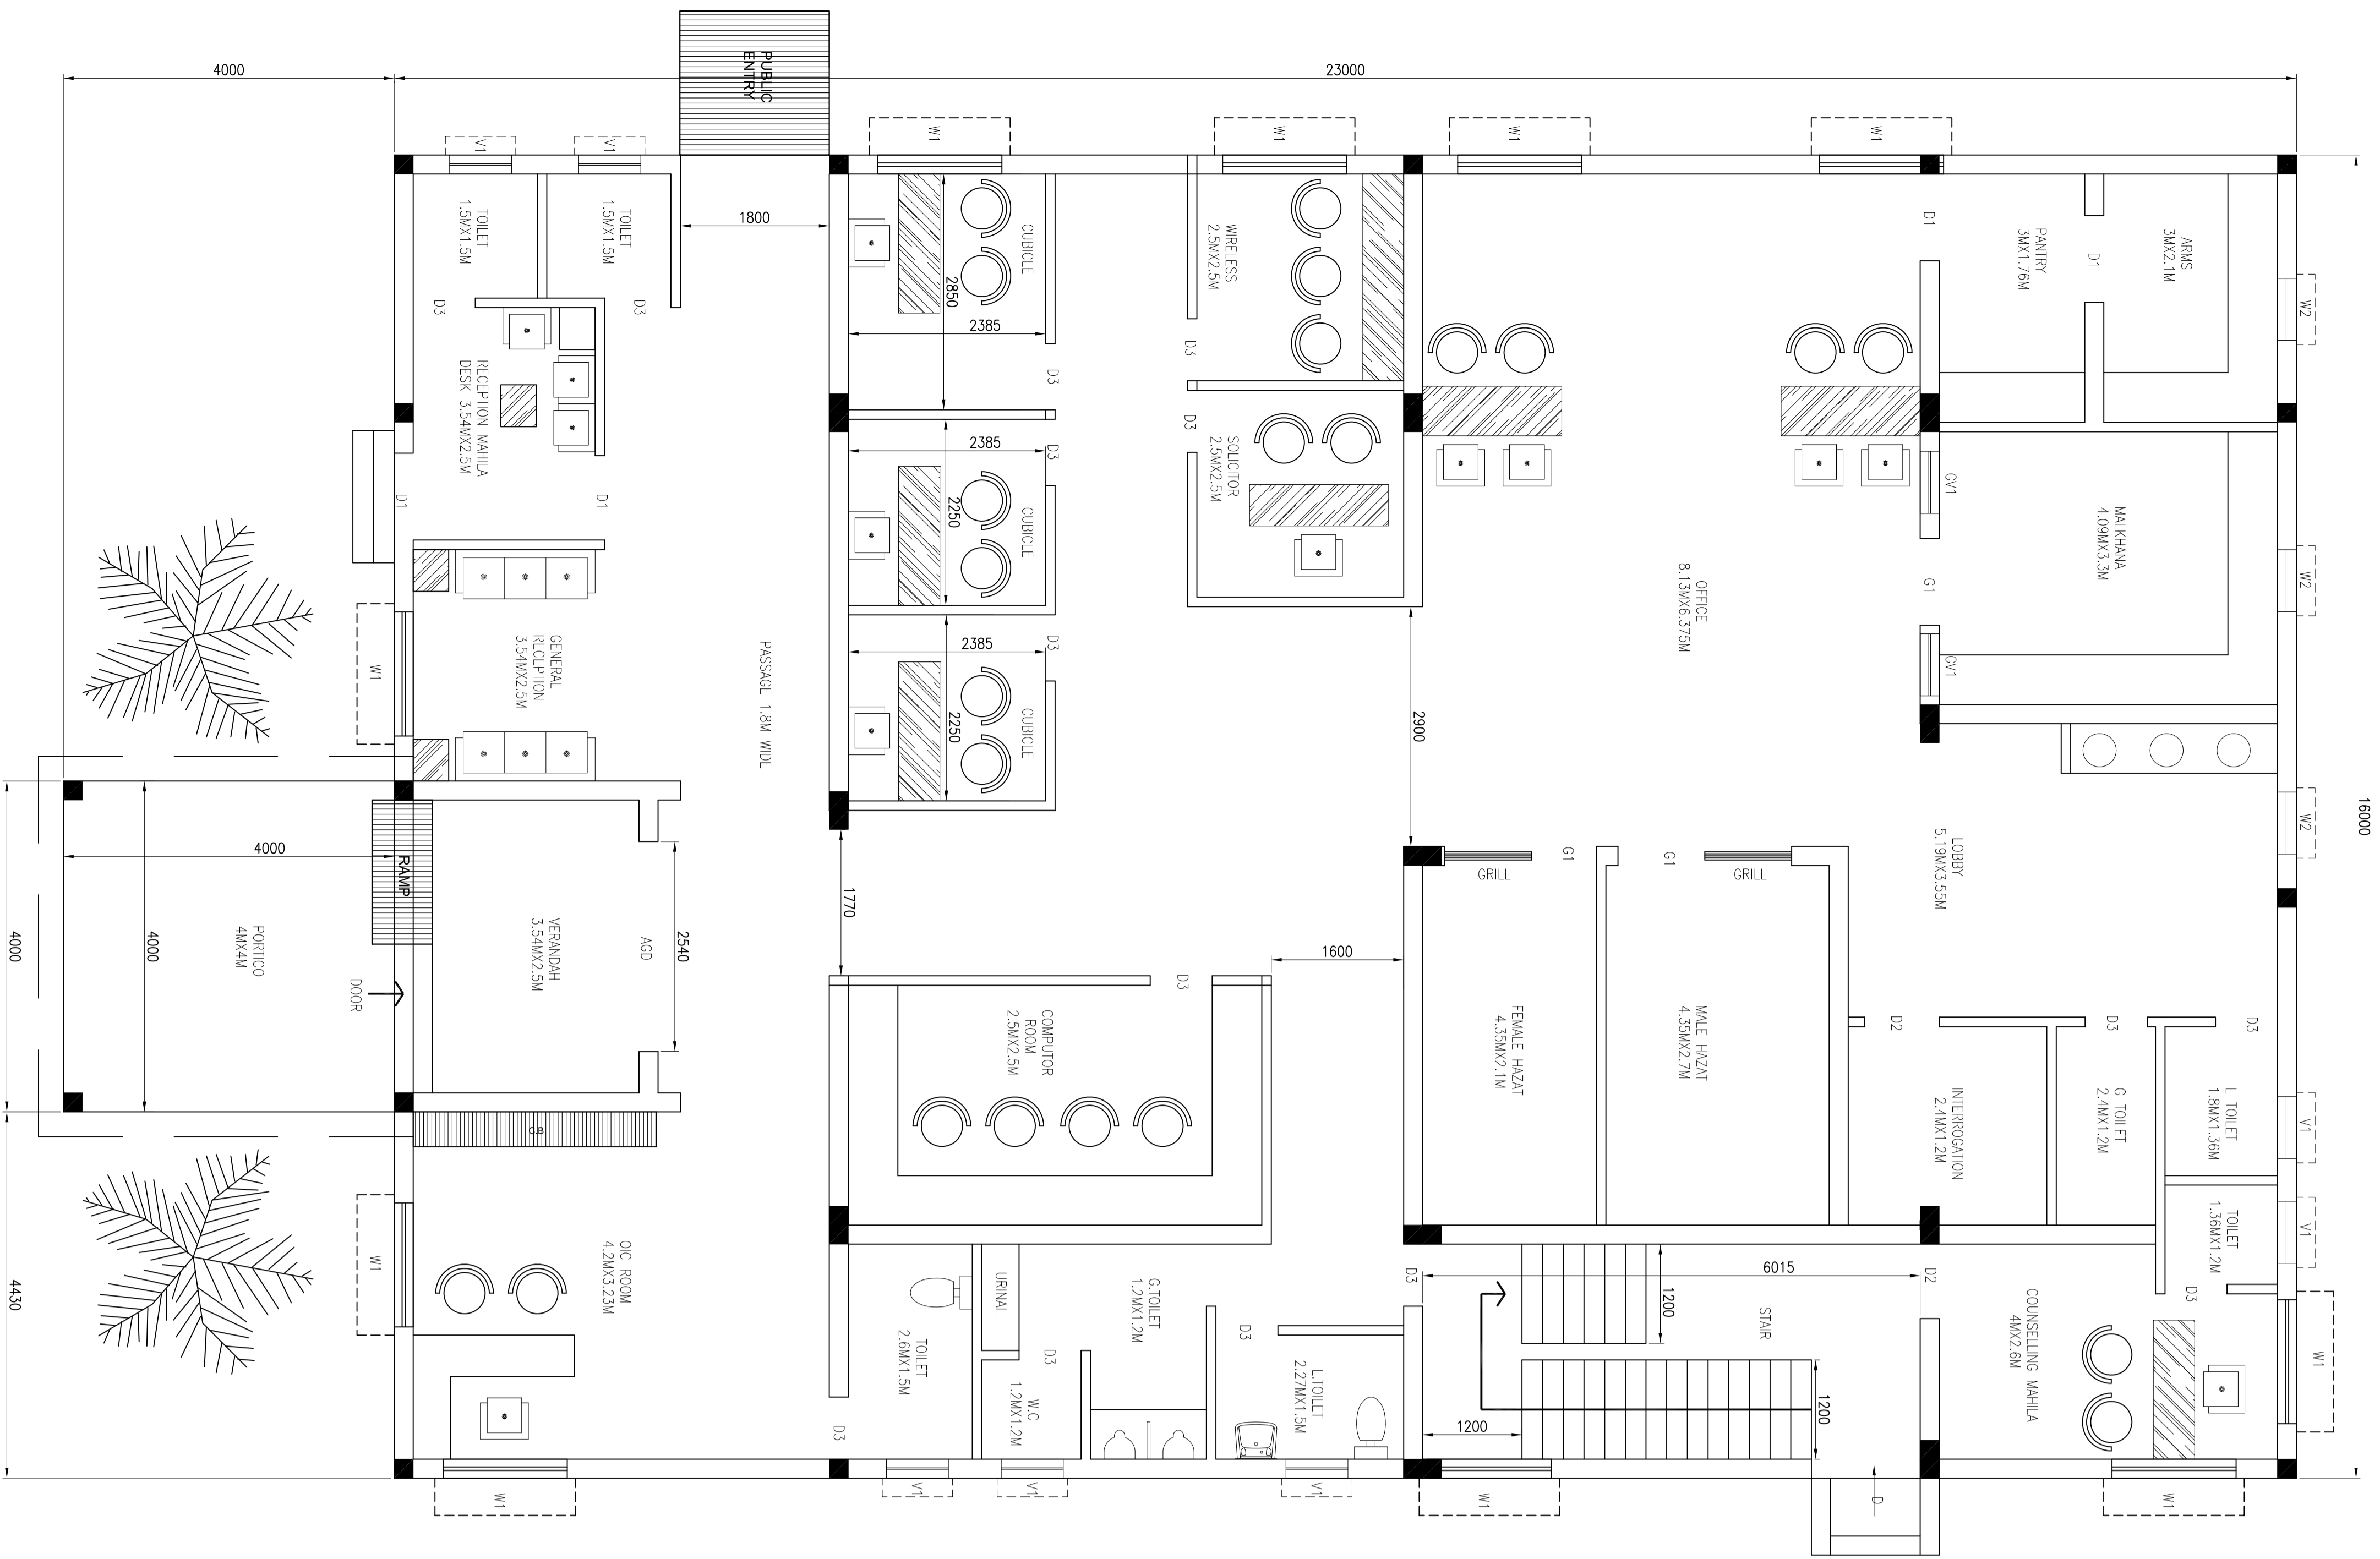 PUBLIC
ENTRY
4000
23000
16000
V1
V1
W1
W1
W1
W1
TOILET
1.5MX1.5M
TOILET
1.5MX1.5M
1800
CUBICLE
2850
2385
WIRELESS
2.5MX2.5M
D1
PANTRY
3MX1.76M
D1
ARMS
3MX2.1M
W2
D3
D3
D3
D3
RECEPTION MAHILA
DESK 3.54MX2.5M
D1
D1
2385
D3
CUBICLE
2250
D3
SOLICITOR
2.5MX2.5M
GV1
MALKHANA
4.09MX3.3M
W2
G1
GV1
OFFICE
8.13MX6.375M
W1
GENERAL
RECEPTION
3.54MX2.5M
PASSAGE 1.8M WIDE
2385
D3
CUBICLE
2250
2900
W2
LOBBY
5.19MX3.55M
4000
RAMP
4000
4000
PORTICO
4MX4M
DOOR
VERANDAH
3.54MX2.5M
AGD
2540
1770
1600
G1
GRILL
G1
GRILL
D3
COMPUTOR
ROOM
2.5MX2.5M
FEMALE HAZAT
4.35MX2.1M
MALE HAZAT
4.35MX2.7M
D2
D3
D3
INTERROGATION
2.4MX1.2M
G TOILET
2.4MX1.2M
L TOILET
1.8MX1.36M
V1
C.B.
W1
OIC ROOM
4.2MX3.23M
4430
URINAL
G.TOILET
1.2MX1.2M
D3
6015
D2
1200
STAIR
TOILET
1.36MX1.2M
V1
D3
COUNSELLING MAHILA
4MX2.6M
W1
TOILET
2.6MX1.5M
D3
W.C
1.2MX1.2M
D3
L.TOILET
2.27MX1.5M
1200
1200
D3
W1
V1
V1
V1
W1
D
W1